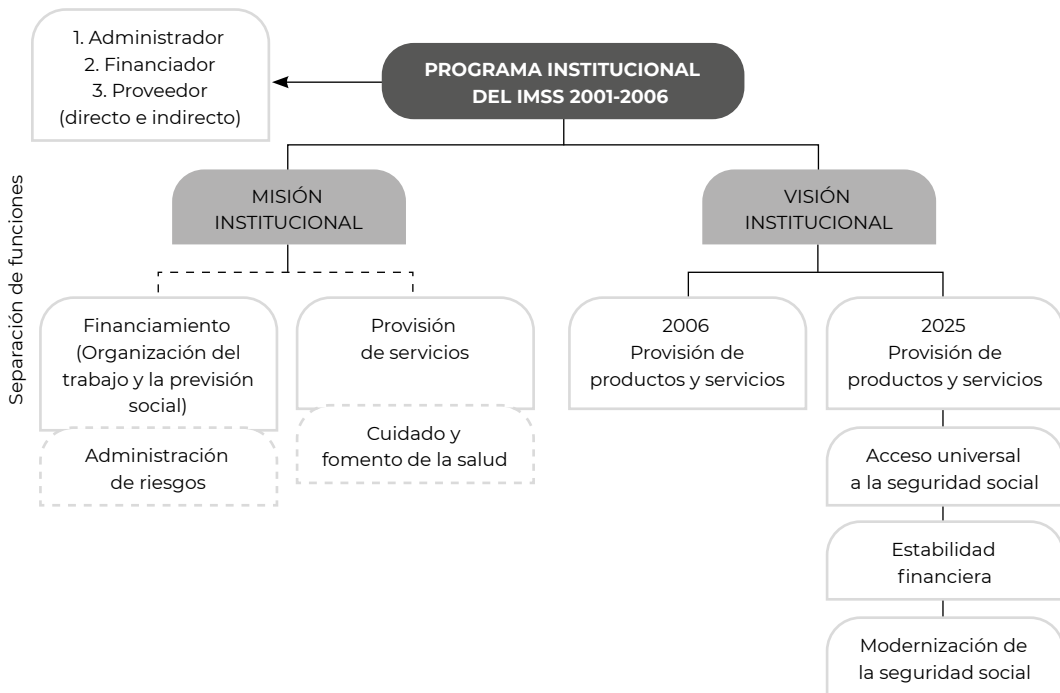 1. Administrador
2. Financiador
3. Proveedor
(directo e indirecto)
PROGRAMA INSTITUCIONAL
DEL IMSS 2001-2006
Separación de funciones
MISIÓN
INSTITUCIONAL
VISIÓN
INSTITUCIONAL
Financiamiento
(Organización del
trabajo y la previsión
social)
Administración
de riesgos
Provisión
de servicios
Cuidado y
fomento de la salud
2006
Provisión de
productos y servicios
2025
Provisión de
productos y servicios
Acceso universal
a la seguridad social
Estabilidad
financiera
Modernización de
la seguridad social